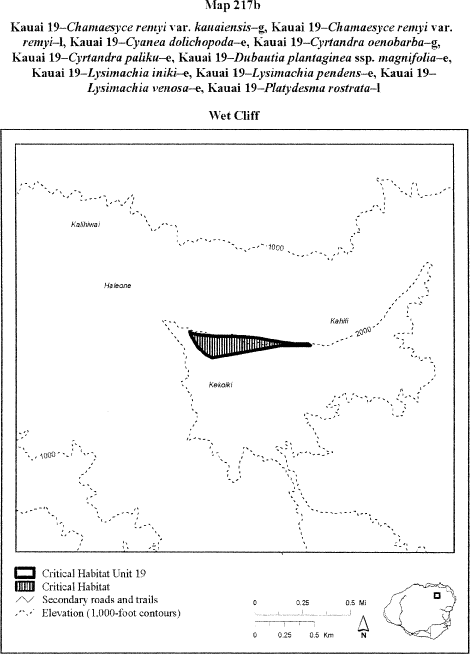 Map 217b
Kauai 19–Chamaesyce remyi var. kauaiensis–g, Kauai 19–Chamaesyce remyi var.
remyi–l, Kauai 19–Cyanea dolichopoda–e, Kauai 19–Cyrtandra oenobarba–g,
Kauai 19–Cyrtandra paliku–e, Kauai 19–Dubautia plantaginea ssp. magnifolia–e,
Kauai 19–Lysimachia iniki–e, Kauai 19–Lysimachia pendens–e, Kauai 19–
Lysimachia venosa–e, Kauai 19–Platydesma rostrata–l
Wet Cliff
Kalihiwai
1000
Haleone
Kahili
2000
Kekoiki
1000
Critical Habitat Unit 19
Critical Habitat
Secondary roads and trails
Elevation (1,000-foot contours)
0 0.25 0.5 Mi
0 0.25 0.5 Km
N